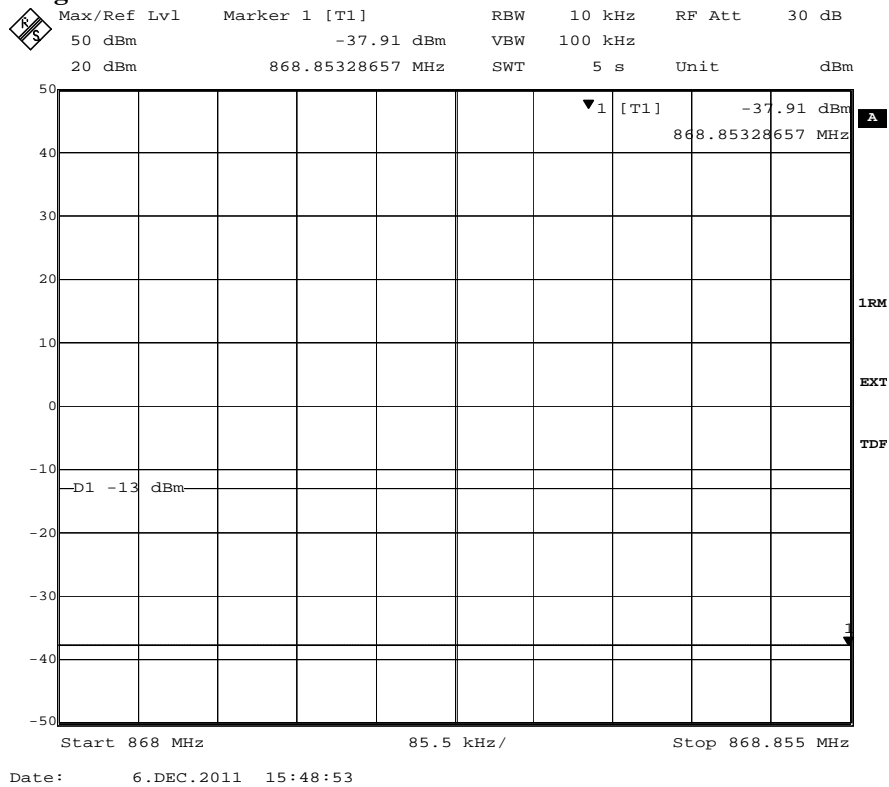 Max/Ref Lvl Marker 1 [T1] RBW 10 kHz RF Att 30 dB
50 dBm -37.91 dBm VBW 100 kHz
20 dBm 868.85328657 MHz SWT 5 s Unit dBm
R S
50
1 [T1] -37.91 dBm
A
868.85328657 MHz
40
30
20
1RM
10
EXT
0
TDF
-10
D1 -13 dBm
-20
-30
1
-40
-50
Start 868 MHz 85.5 kHz/ Stop 868.855 MHz
Date: 6.DEC.2011 15:48:53